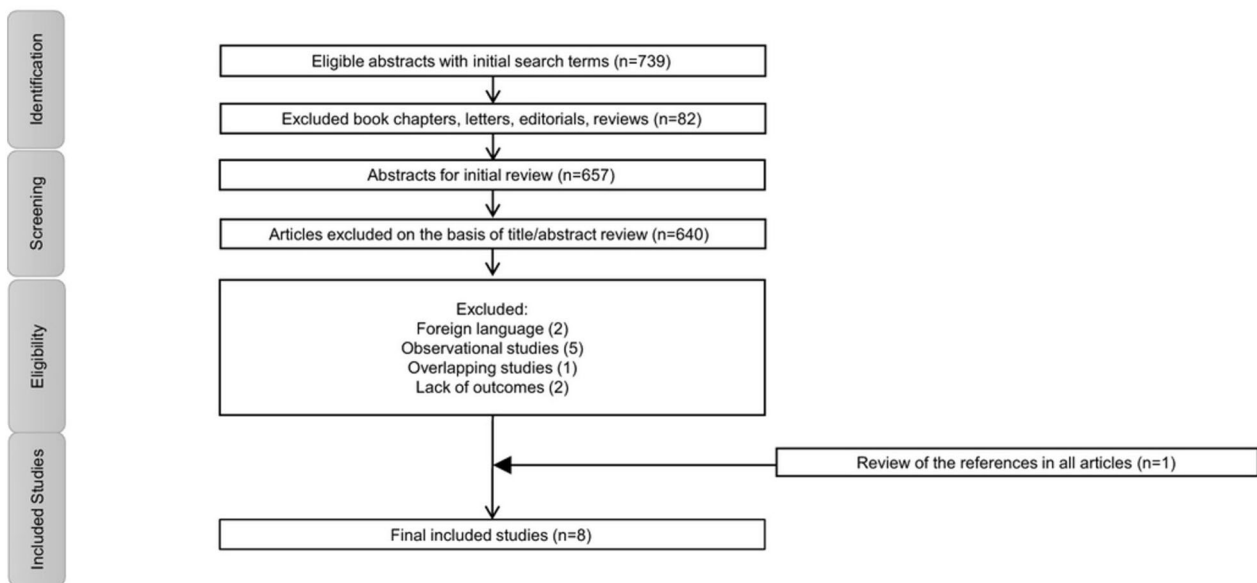 Identification
Eligible abstracts with initial search terms (n=739)
Excluded book chapters, letters, editorials, reviews (n=82)
Screening
Abstracts for initial review (n=657)
Articles excluded on the basis of title/abstract review (n=640)
Eligibility
Excluded:
Foreign language (2)
Observational studies (5)
Overlapping studies (1)
Lack of outcomes (2)
Included Studies
Review of the references in all articles (n=1)
Final included studies (n=8)